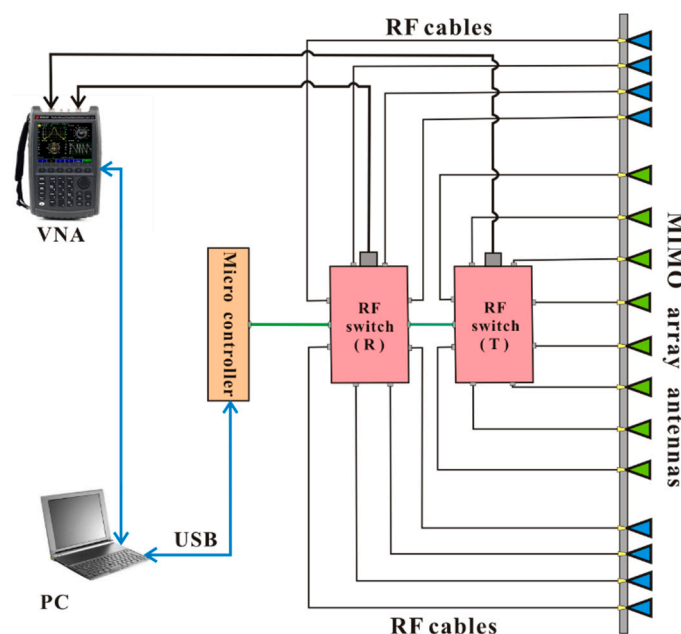 RF cables
VNA
Micro
controller
RF
switch
(R)
RF
switch
(T)
MIMO array antennas
USB
PC
RF cables